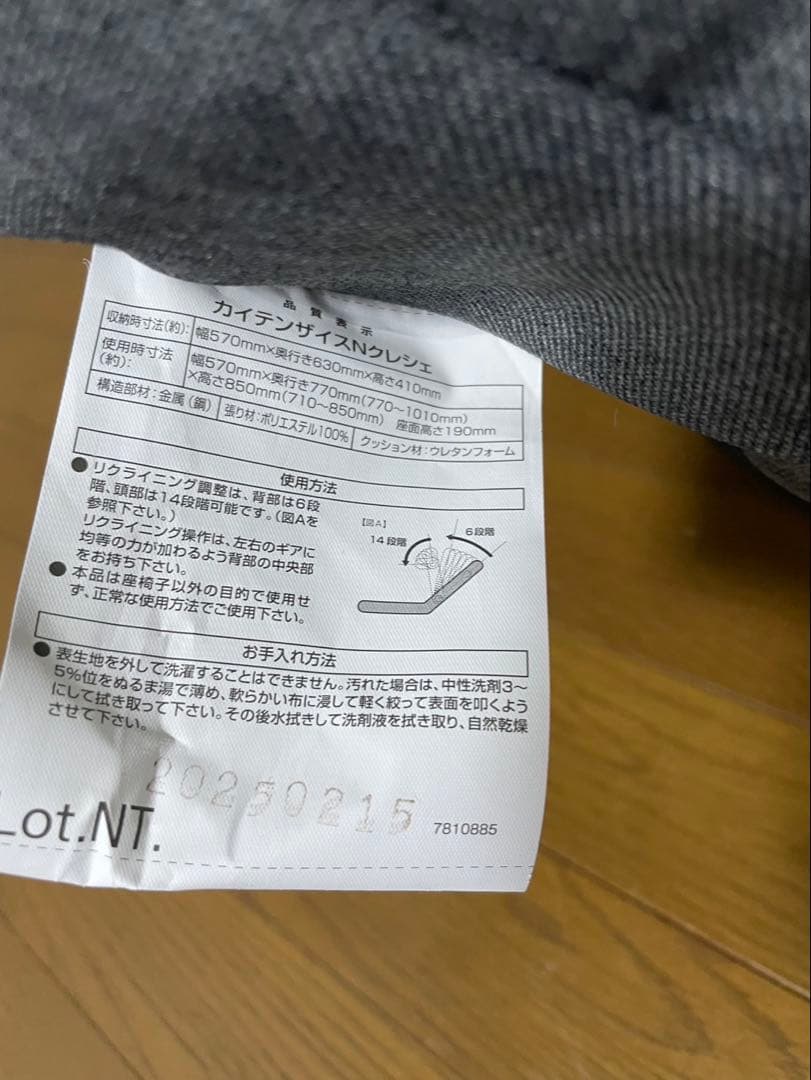 品質表示
カイテンザイスNクレシェ
収納時寸法(約): 幅570mm×奥行き630mm×高さ410mm
使用時寸法(約): 幅570mm×奥行き770mm(770〜1010mm)
×高さ850mm(710〜850mm) 座面高さ190mm
構造部材:金属(鋼) 張り材:ポリエステル100% クッション材:ウレタンフォーム
使用方法
●リクライニング調整は、背部は6段
階、頭部は14段階可能です。(図Aを
参照下さい。)
リクライニング操作は、左右のギアに
均等の力が加わるよう背部の中央部
をお持ち下さい。
●本品は座椅子以外の目的で使用せ
ず、正常な使用方法でご使用下さい。
【図A】
14段階
6段階
お手入れ方法
●表生地を外して洗濯することはできません。汚れた場合は、中性洗剤3〜
5%位をぬるま湯で薄め、軟らかい布に浸して軽く絞って表面を叩くよう
にして拭き取って下さい。その後水拭きして洗剤液を拭き取り、自然乾燥
させて下さい。
20250215
Lot.NT.
7810885